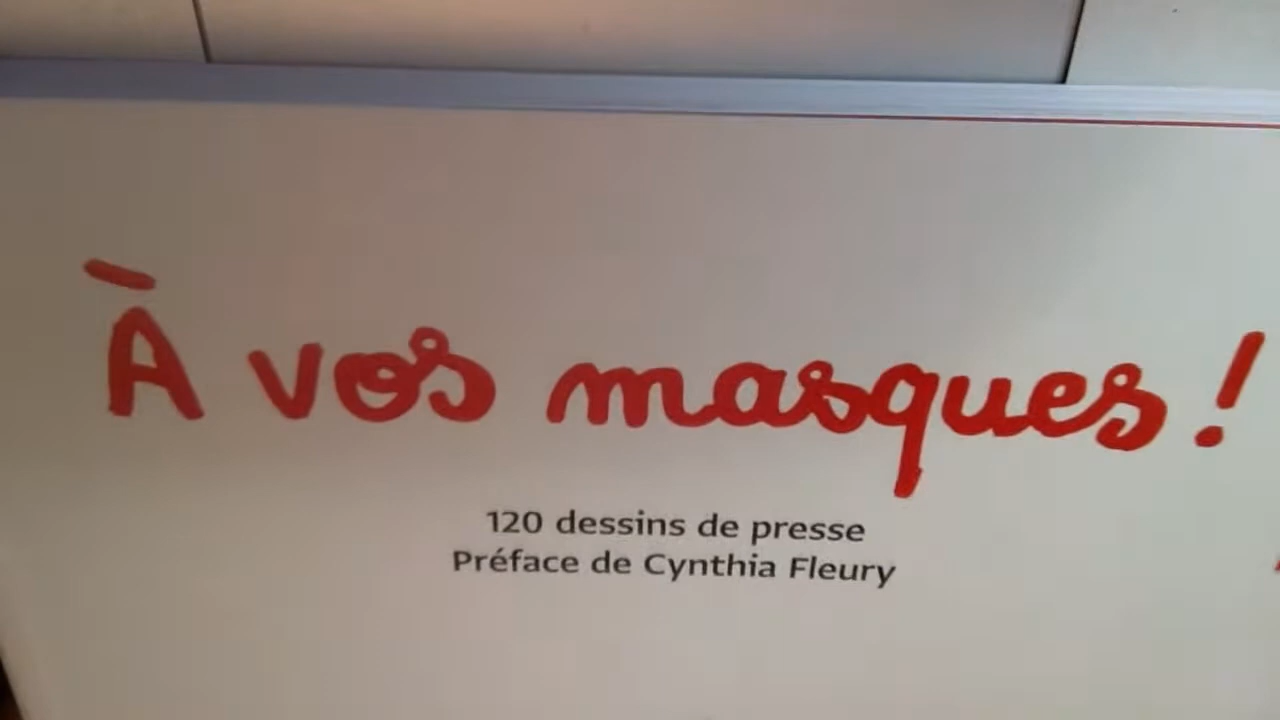 À vos masques !
120 dessins de presse
Préface de Cynthia Fleury